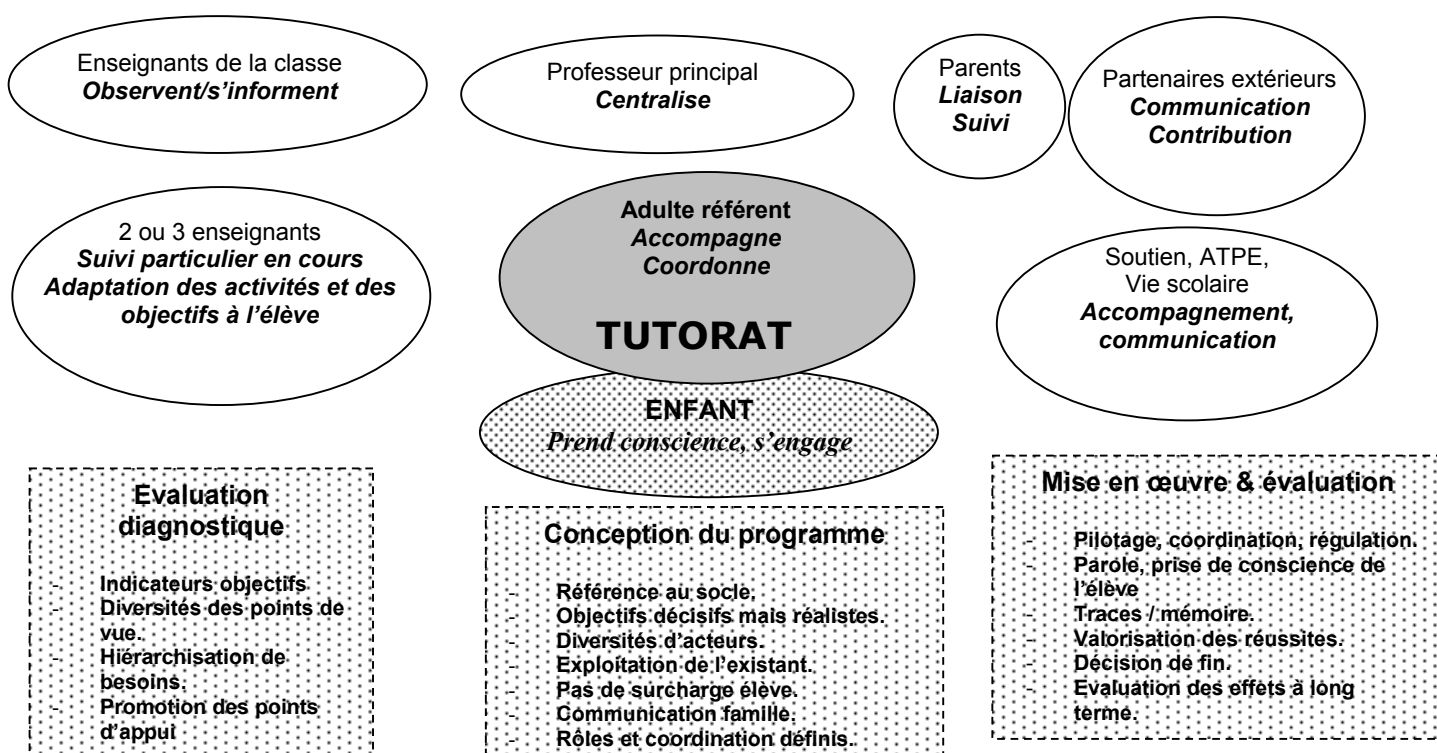 Enseignants de la classe
Observent/s'informent
Professeur principal
Centralise
Parents
Liaison
Suivi
Partenaires extérieurs
Communication
Contribution
2 ou 3 enseignants
Suivi particulier en cours
Adaptation des activités et des
objectifs à l'élève
Adulte référent
Accompagne
Coordonne
TUTORAT
Soutien, ATPE,
Vie scolaire
Accompagnement,
communication
ENFANT
Prend conscience, s'engage
Evaluation
diagnostique
- Indicateurs objectifs
- Diversités des points de
vue.
- Hiérarchisation de
besoins.
- Promotion des points
d'appui
Conception du programme
- Référence au socle.
- Objectifs décisifs mais réalistes.
- Diversités d'acteurs.
- Exploitation de l'existant.
- Pas de surcharge élève.
- Communication famille.
- Rôles et coordination définis.
Mise en œuvre & évaluation
- Pilotage, coordination, régulation.
- Parole, prise de conscience de
l'élève
- Traces / mémoire.
- Valorisation des réussites.
- Décision de fin.
- Evaluation des effets à long
terme.